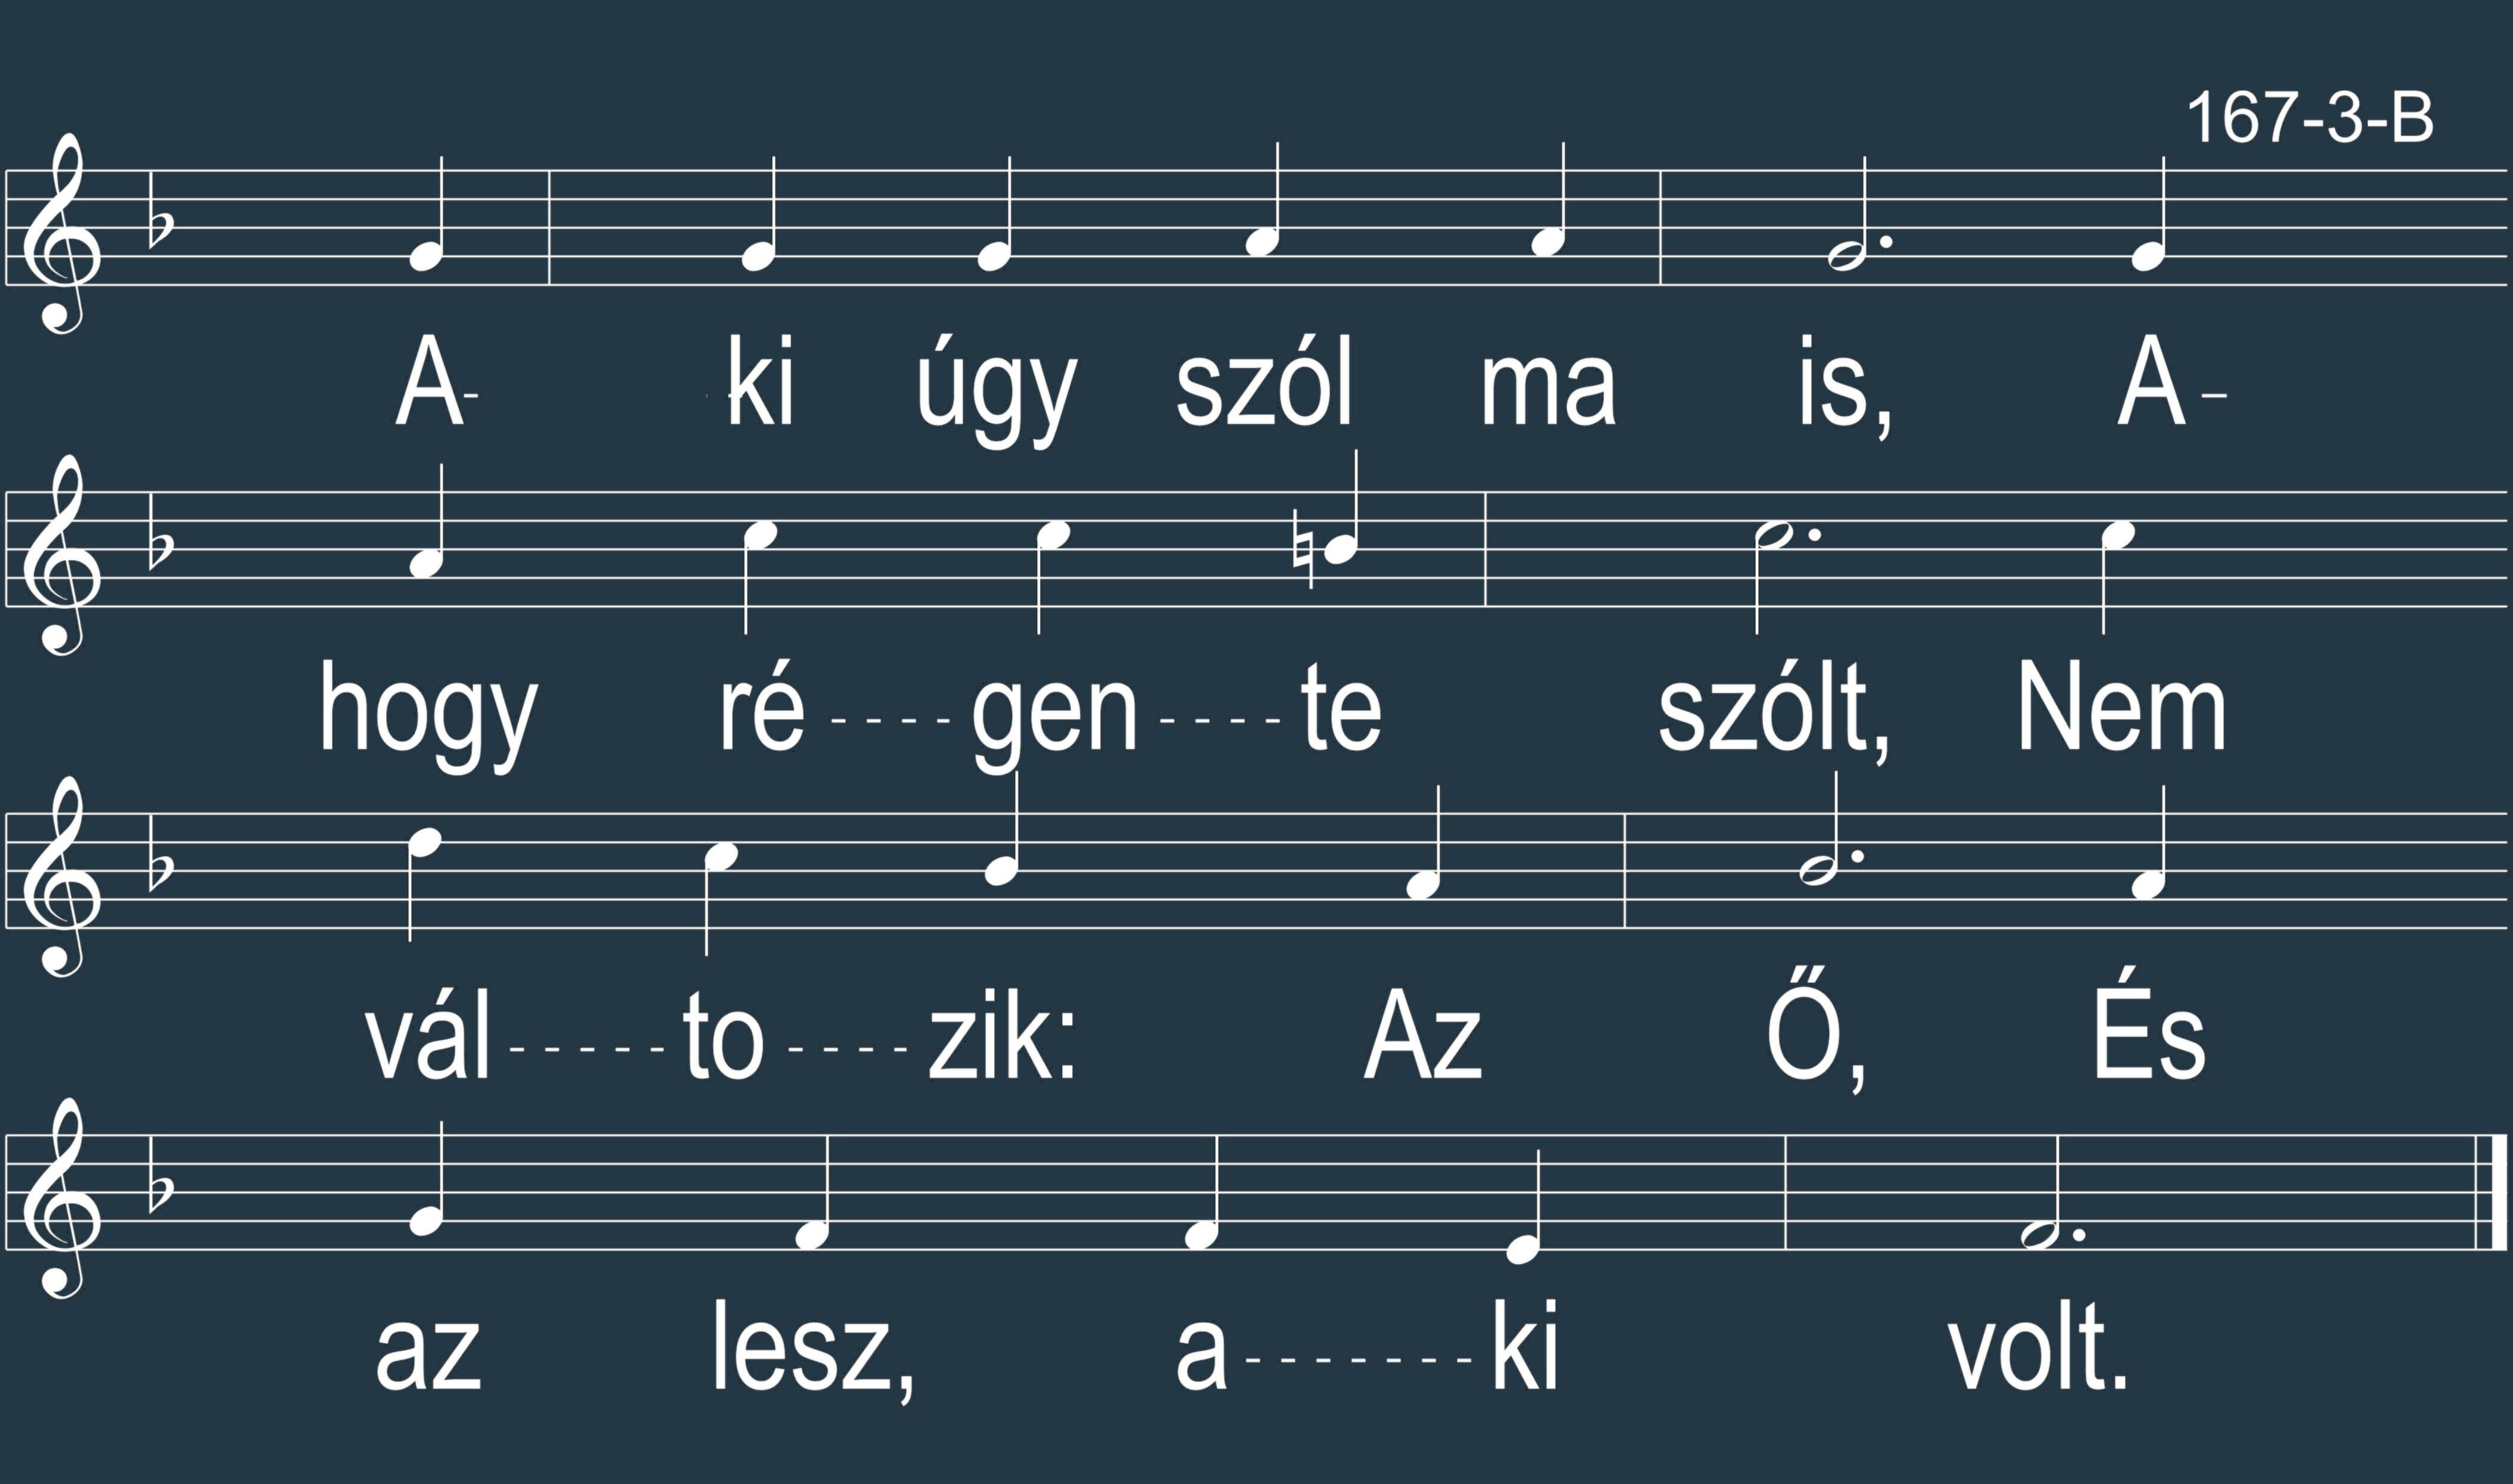 167-3-B
A- -ki úgy szól ma is, A-
hogy ré----gen----te szólt, Nem
vál-----to----zik: Az Ő, És
az lesz, a-------ki volt.